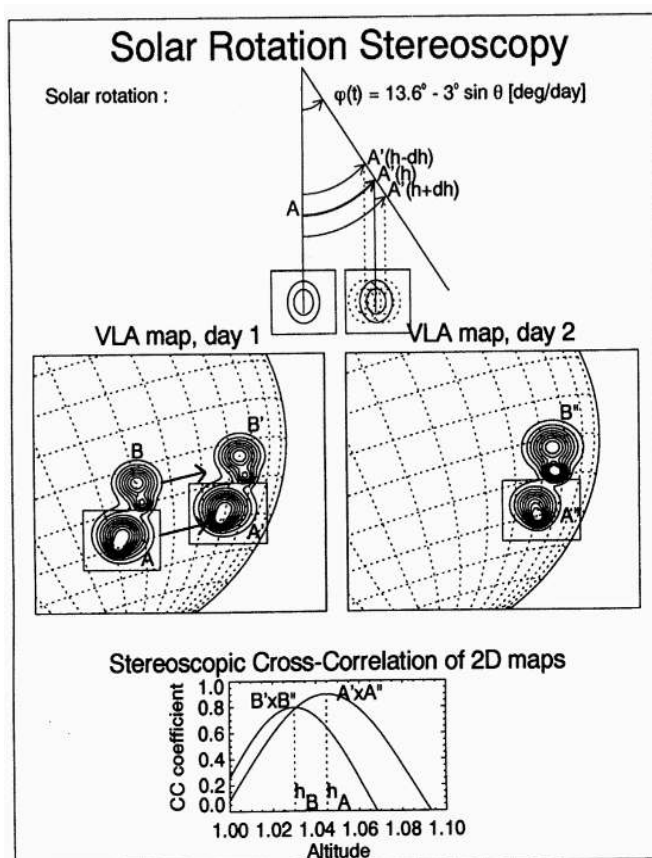 Solar Rotation Stereoscopy
Solar rotation :
φ(t) = 13.6° - 3° sin θ [deg/day]
A'(h-dh)
A'(h)
A'(h+dh)
A
VLA map, day 1
VLA map, day 2
B
B'
A
A'
B"
A"
Stereoscopic Cross-Correlation of 2D maps
CC coefficient
1.0
0.8
0.6
0.4
0.2
0.0
B'xB"
A'xA"
hB
hA
1.00 1.02 1.04 1.06 1.08 1.10
Altitude